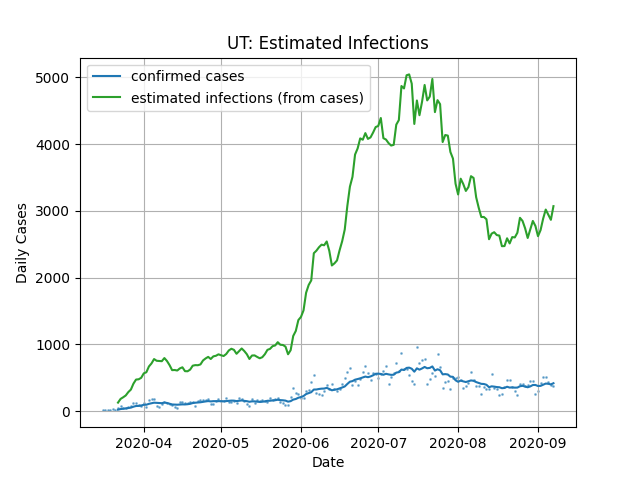 UT: Estimated Infections
confirmed cases
estimated infections (from cases)
Daily Cases
5000
4000
3000
2000
1000
0
2020-04 2020-05 2020-06 2020-07 2020-08 2020-09
Date